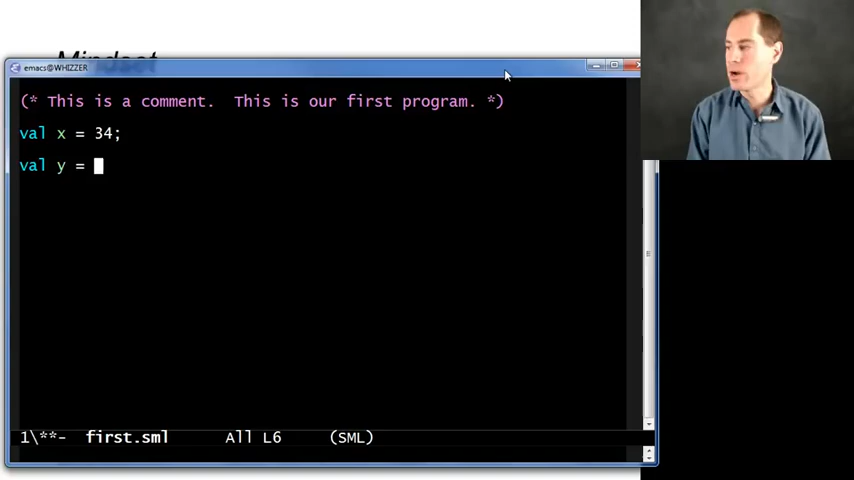 Mindset
emacs@WHIZZER
(* This is a comment.  This is our first program. *)
val x = 34;
val y =
1\**-  first.sml  All L6  (SML)